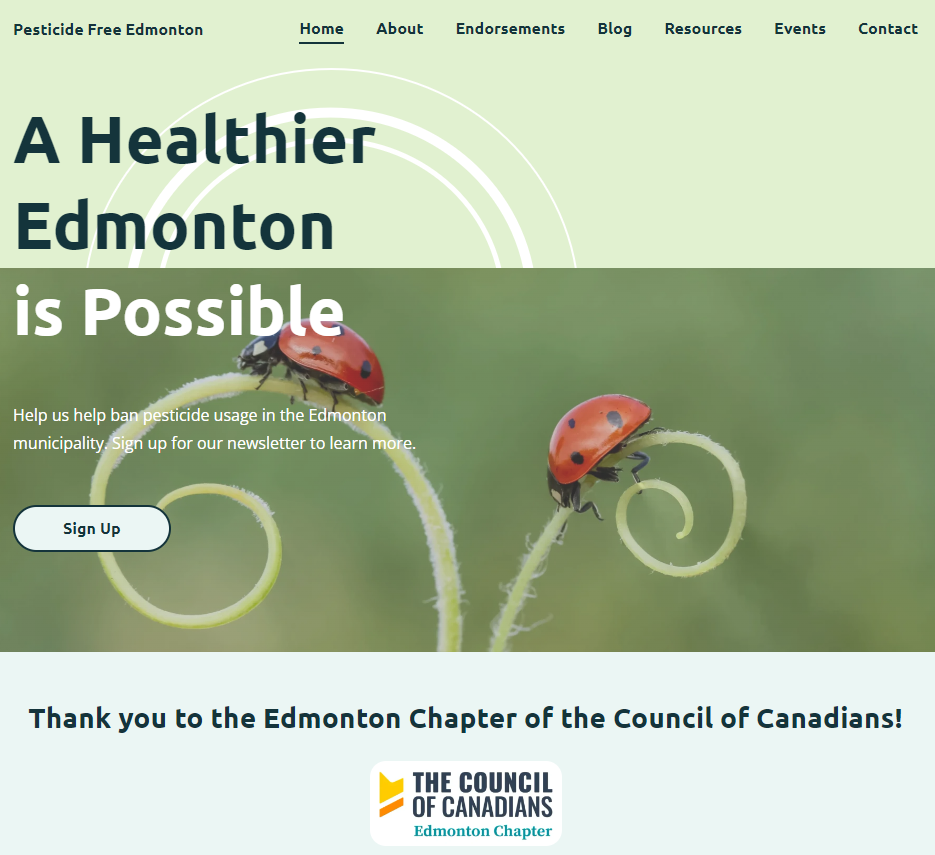 Pesticide Free Edmonton
Home About Endorsements Blog Resources Events Contact
A Healthier
Edmonton
is Possible
Help us help ban pesticide usage in the Edmonton
municipality. Sign up for our newsletter to learn more.
Sign Up
Thank you to the Edmonton Chapter of the Council of Canadians!
THE COUNCIL
OF CANADIANS
Edmonton Chapter